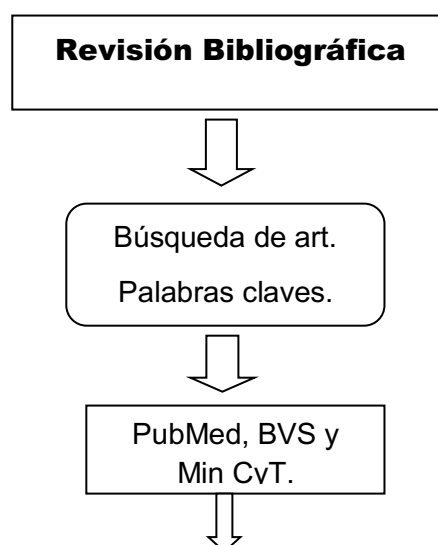 Revisión Bibliográfica
Búsqueda de art.
Palabras claves.
PubMed, BVS y
Min CyT.